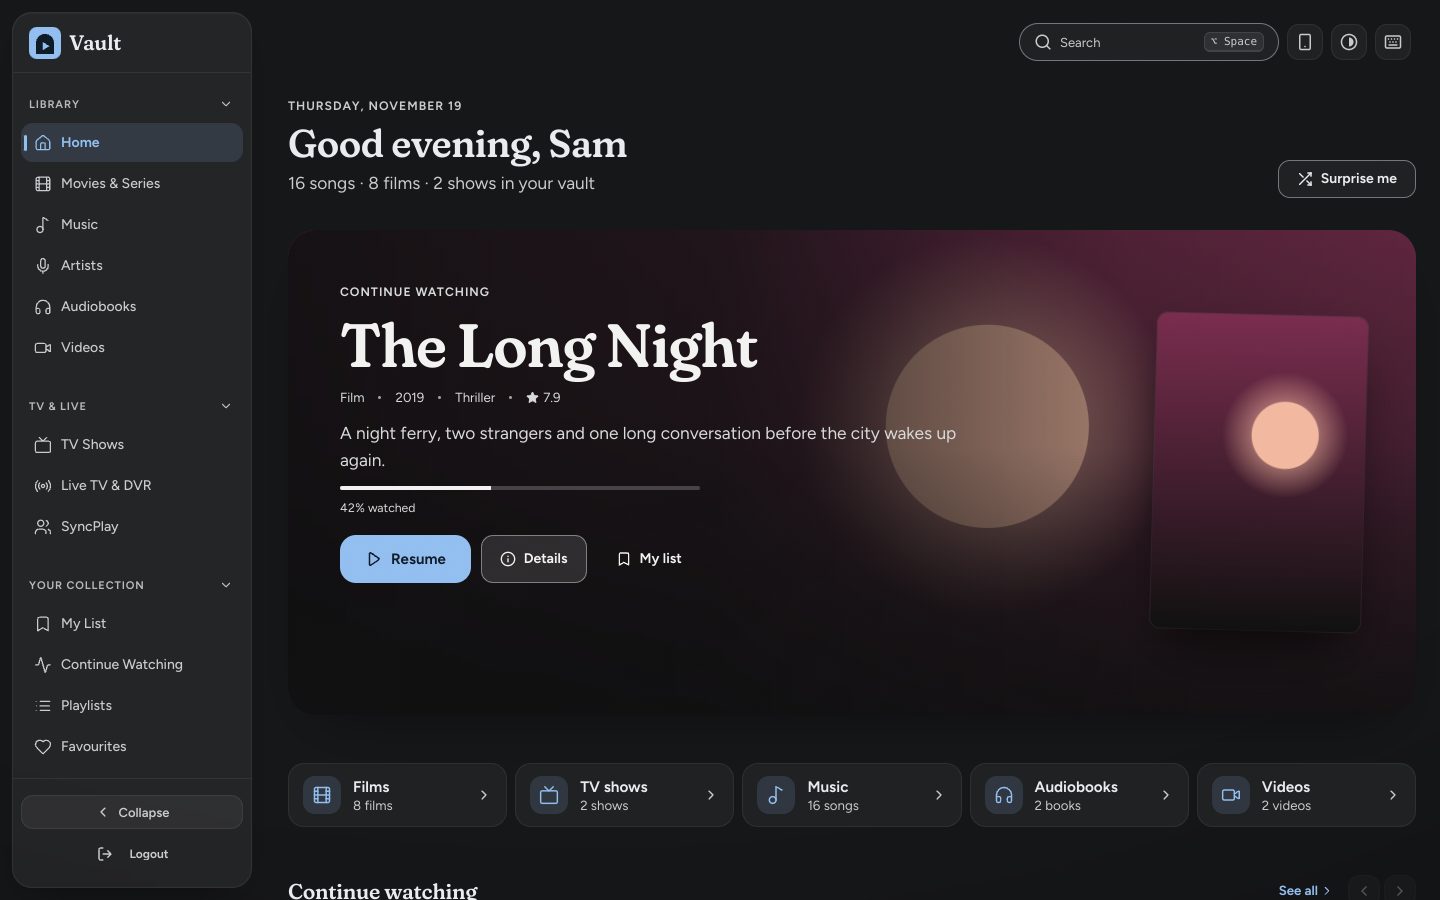 Vault
LIBRARY
Home
Movies & Series
Music
Artists
Audiobooks
Videos
TV & LIVE
TV Shows
Live TV & DVR
SyncPlay
YOUR COLLECTION
My List
Continue Watching
Playlists
Favourites
Collapse
Logout
Search
⌥ Space
THURSDAY, NOVEMBER 19
Good evening, Sam
16 songs · 8 films · 2 shows in your vault
Surprise me
CONTINUE WATCHING
The Long Night
Film • 2019 • Thriller • ★ 7.9
A night ferry, two strangers and one long conversation before the city wakes up
again.
42% watched
Resume
Details
My list
Films
8 films
TV shows
2 shows
Music
16 songs
Audiobooks
2 books
Videos
2 videos
Continue watching
See all